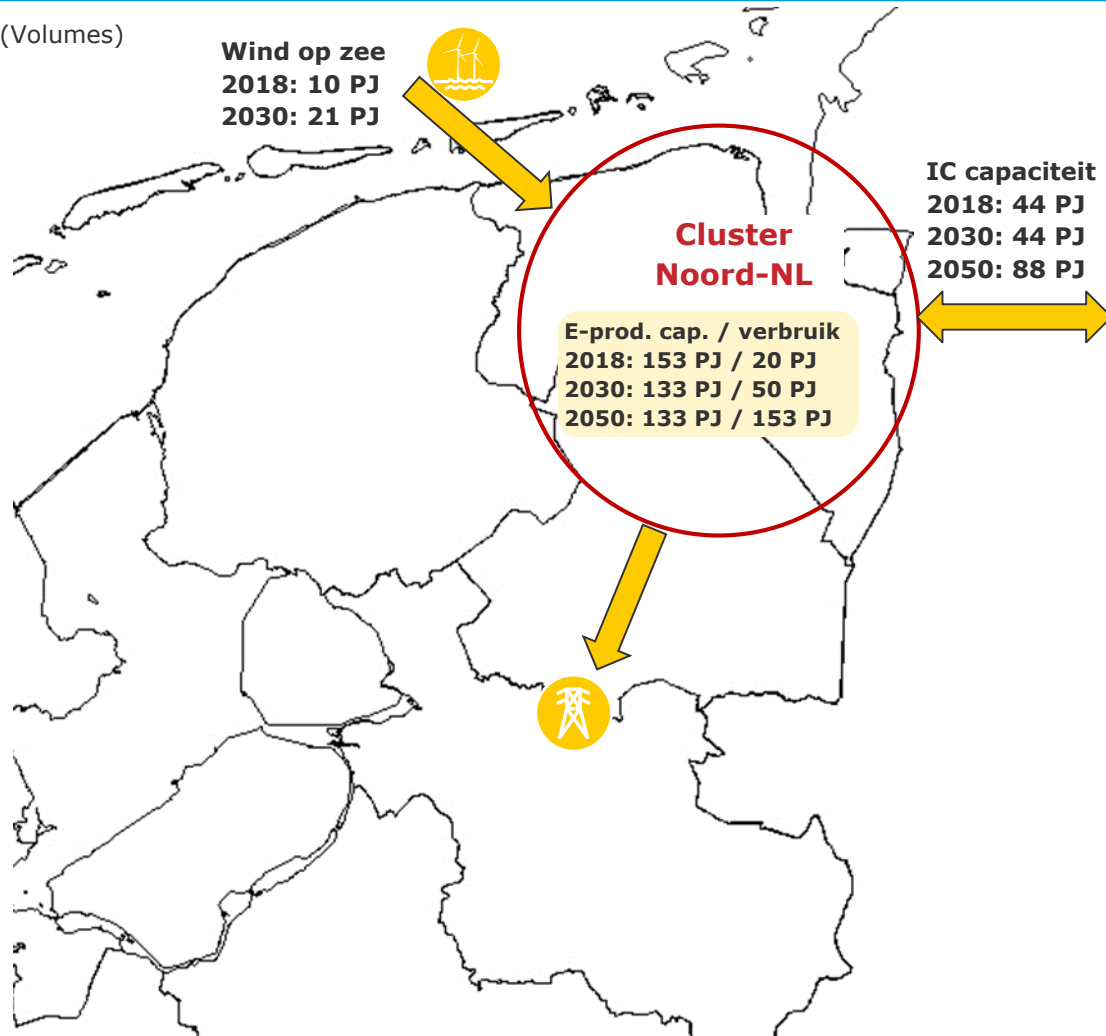 (Volumes)
Wind op zee
2018: 10 PJ
2030: 21 PJ
IC capaciteit
2018: 44 PJ
2030: 44 PJ
2050: 88 PJ
Cluster
Noord-NL
E-prod. cap. / verbruik
2018: 153 PJ / 20 PJ
2030: 133 PJ / 50 PJ
2050: 133 PJ / 153 PJ